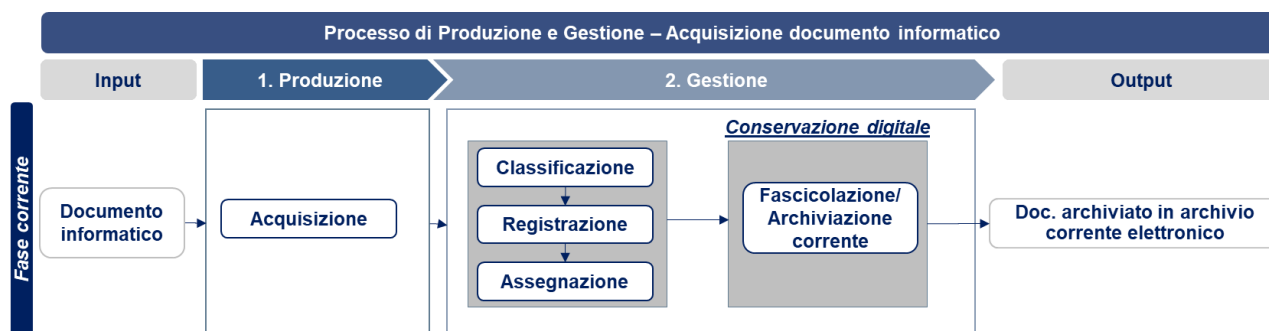 Processo di Produzione e Gestione – Acquisizione documento informatico
Input
1. Produzione
2. Gestione
Output
Fase corrente
Documento
informatico
Acquisizione
Classificazione
Registrazione
Assegnazione
Conservazione digitale
Fascicolazione/
Archiviazione
corrente
Doc. archiviato in archivio
corrente elettronico